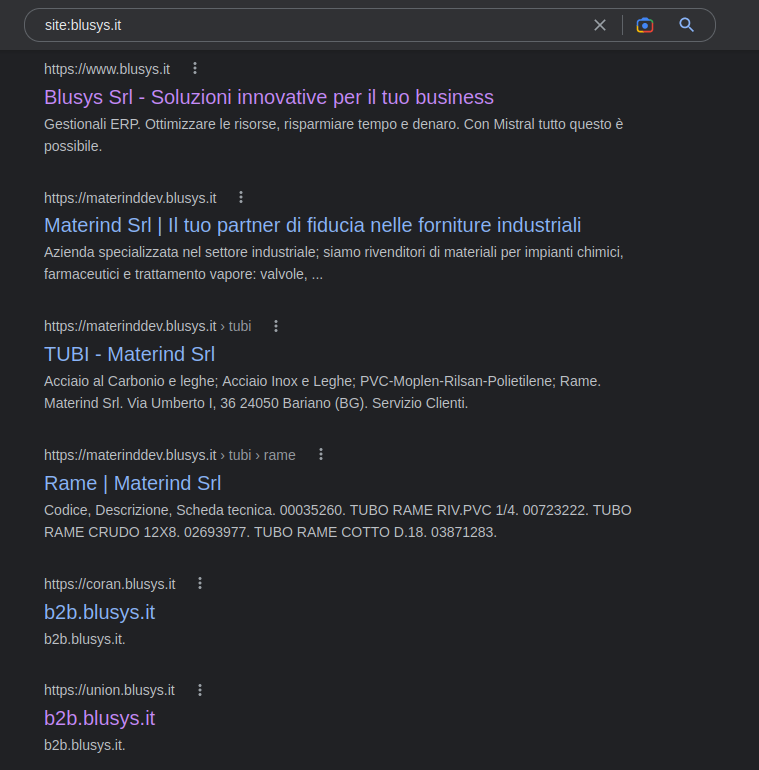 site:blusys.it
https://www.blusys.it
Blusys Srl - Soluzioni innovative per il tuo business
Gestionali ERP. Ottimizzare le risorse, risparmiare tempo e denaro. Con Mistral tutto questo è
possibile.
https://materinddev.blusys.it
Materind Srl | Il tuo partner di fiducia nelle forniture industriali
Azienda specializzata nel settore industriale; siamo rivenditori di materiali per impianti chimici,
farmaceutici e trattamento vapore: valvole, ...
https://materinddev.blusys.it › tubi
TUBI - Materind Srl
Acciaio al Carbonio e leghe; Acciaio Inox e Leghe; PVC-Moplen-Rilsan-Polietilene; Rame.
Materind Srl. Via Umberto I, 36 24050 Bariano (BG). Servizio Clienti.
https://materinddev.blusys.it › tubi › rame
Rame | Materind Srl
Codice, Descrizione, Scheda tecnica. 00035260. TUBO RAME RIV.PVC 1/4. 00723222. TUBO
RAME CRUDO 12X8. 02693977. TUBO RAME COTTO D.18. 03871283.
https://coran.blusys.it
b2b.blusys.it
b2b.blusys.it.
https://union.blusys.it
b2b.blusys.it
b2b.blusys.it.